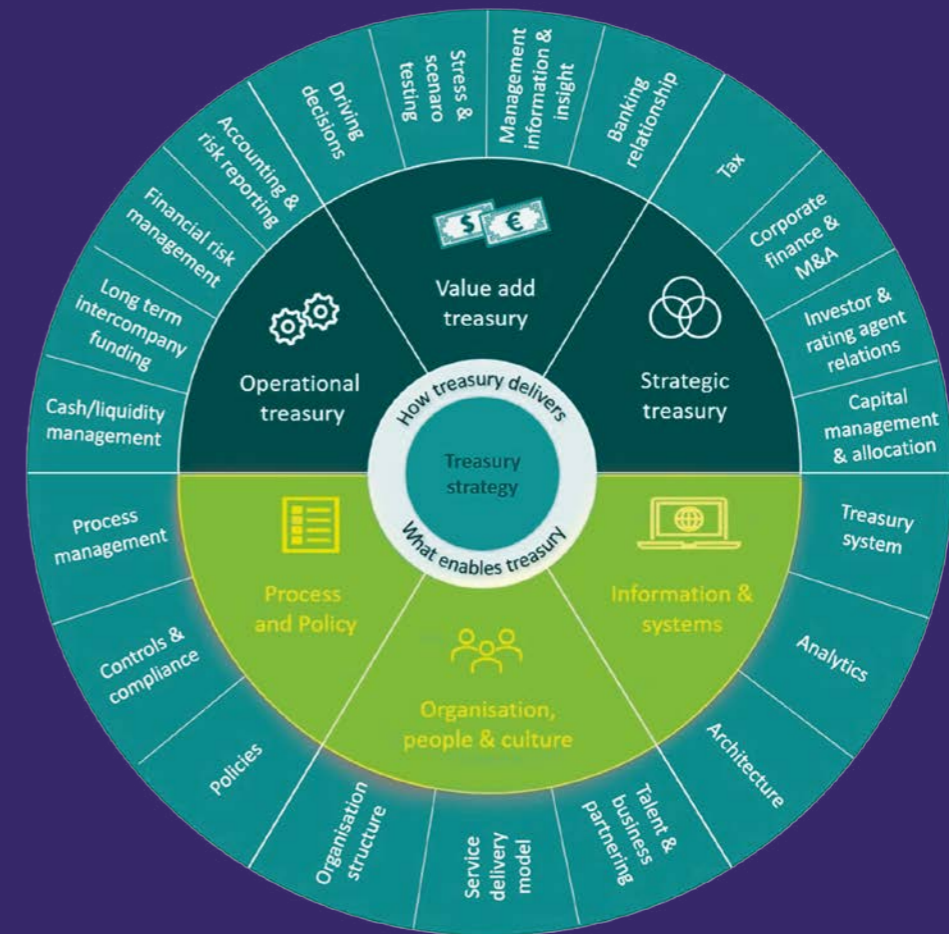 Driving
decisions
Stress &
scenaro
testing
Management
information &
insight
Banking
relationship
Tax
Corporate
finance &
M&A
Investor &
rating agent
relations
Capital
management
& allocation
Treasury
system
Analytics
Architecture
Talent &
business
partnering
Service
delivery
model
Organisation
structure
Policies
Controls &
compliance
Process
management
Cash/liquidity
management
Long term
intercompany
funding
Financial risk
management
Accounting &
risk reporting
$ €
Value add
treasury
Operational
treasury
Strategic
treasury
How treasury delivers
Treasury
strategy
What enables treasury
Process
and Policy
Information &
systems
Organisation,
people & culture